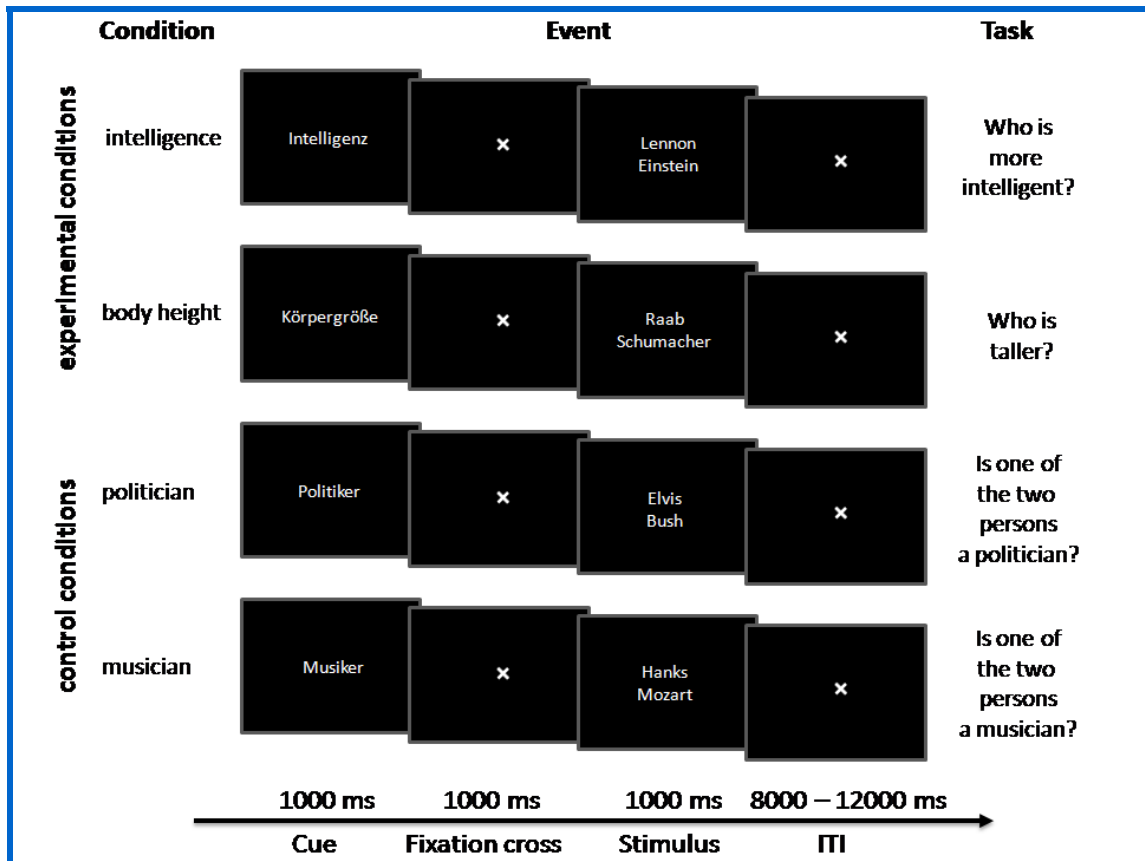 Condition
Event
Task
experimental conditions
intelligence
Intelligenz
×
Lennon
Einstein
×
Who is
more
intelligent?
body height
Körpergröße
×
Raab
Schumacher
×
Who is
taller?
control conditions
politician
Politiker
×
Elvis
Bush
×
Is one of
the two
persons
a politician?
musician
Musiker
×
Hanks
Mozart
×
Is one of
the two
persons
a musician?
1000 ms
1000 ms
1000 ms
8000 – 12000 ms
Cue
Fixation cross
Stimulus
ITI